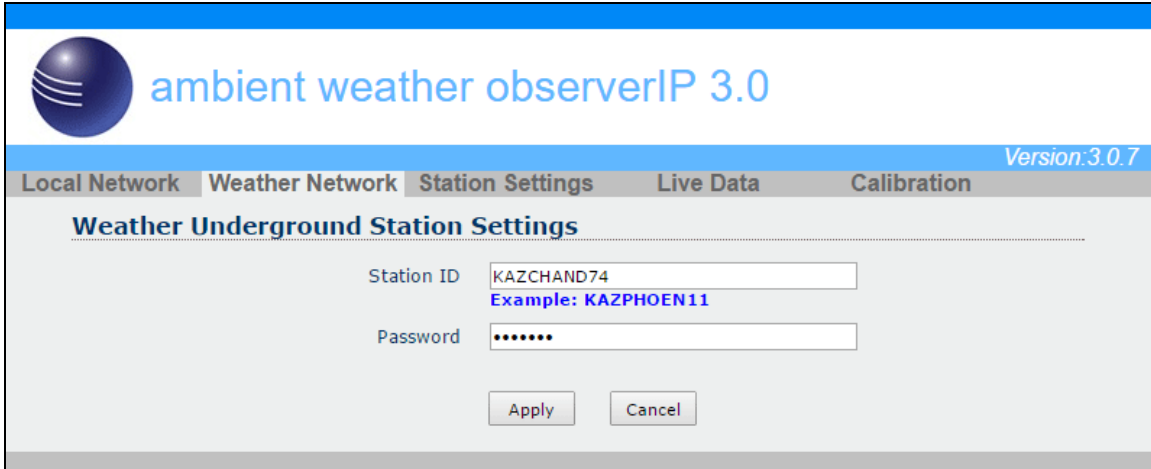 ambient weather observerIP 3.0
Version:3.0.7
Local Network Weather Network Station Settings Live Data Calibration
Weather Underground Station Settings
Station ID KAZCHAND74
Example: KAZPHOEN11
Password •••••••
Apply Cancel